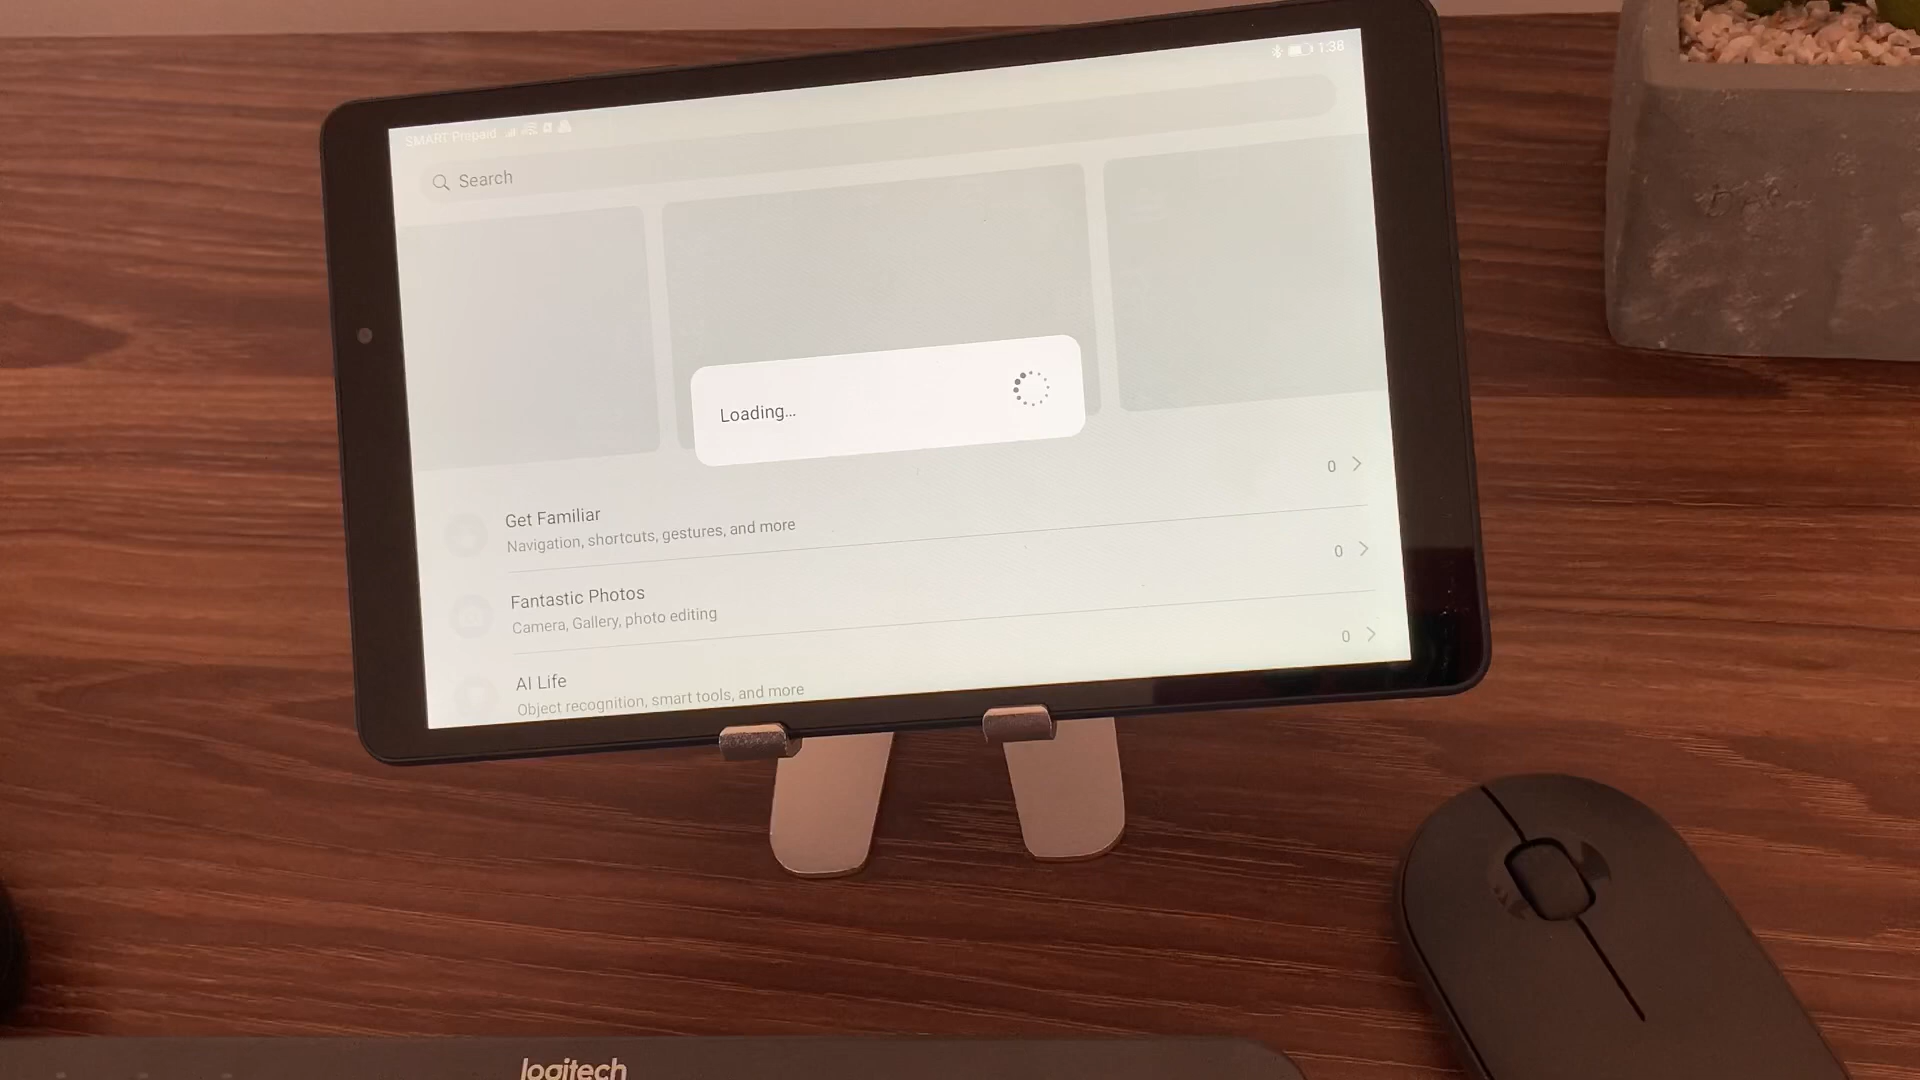 SMART Prepaid
1:38
Search
Loading...
0
Get Familiar
Navigation, shortcuts, gestures, and more
0
Fantastic Photos
Camera, Gallery, photo editing
0
AI Life
Object recognition, smart tools, and more
logitech